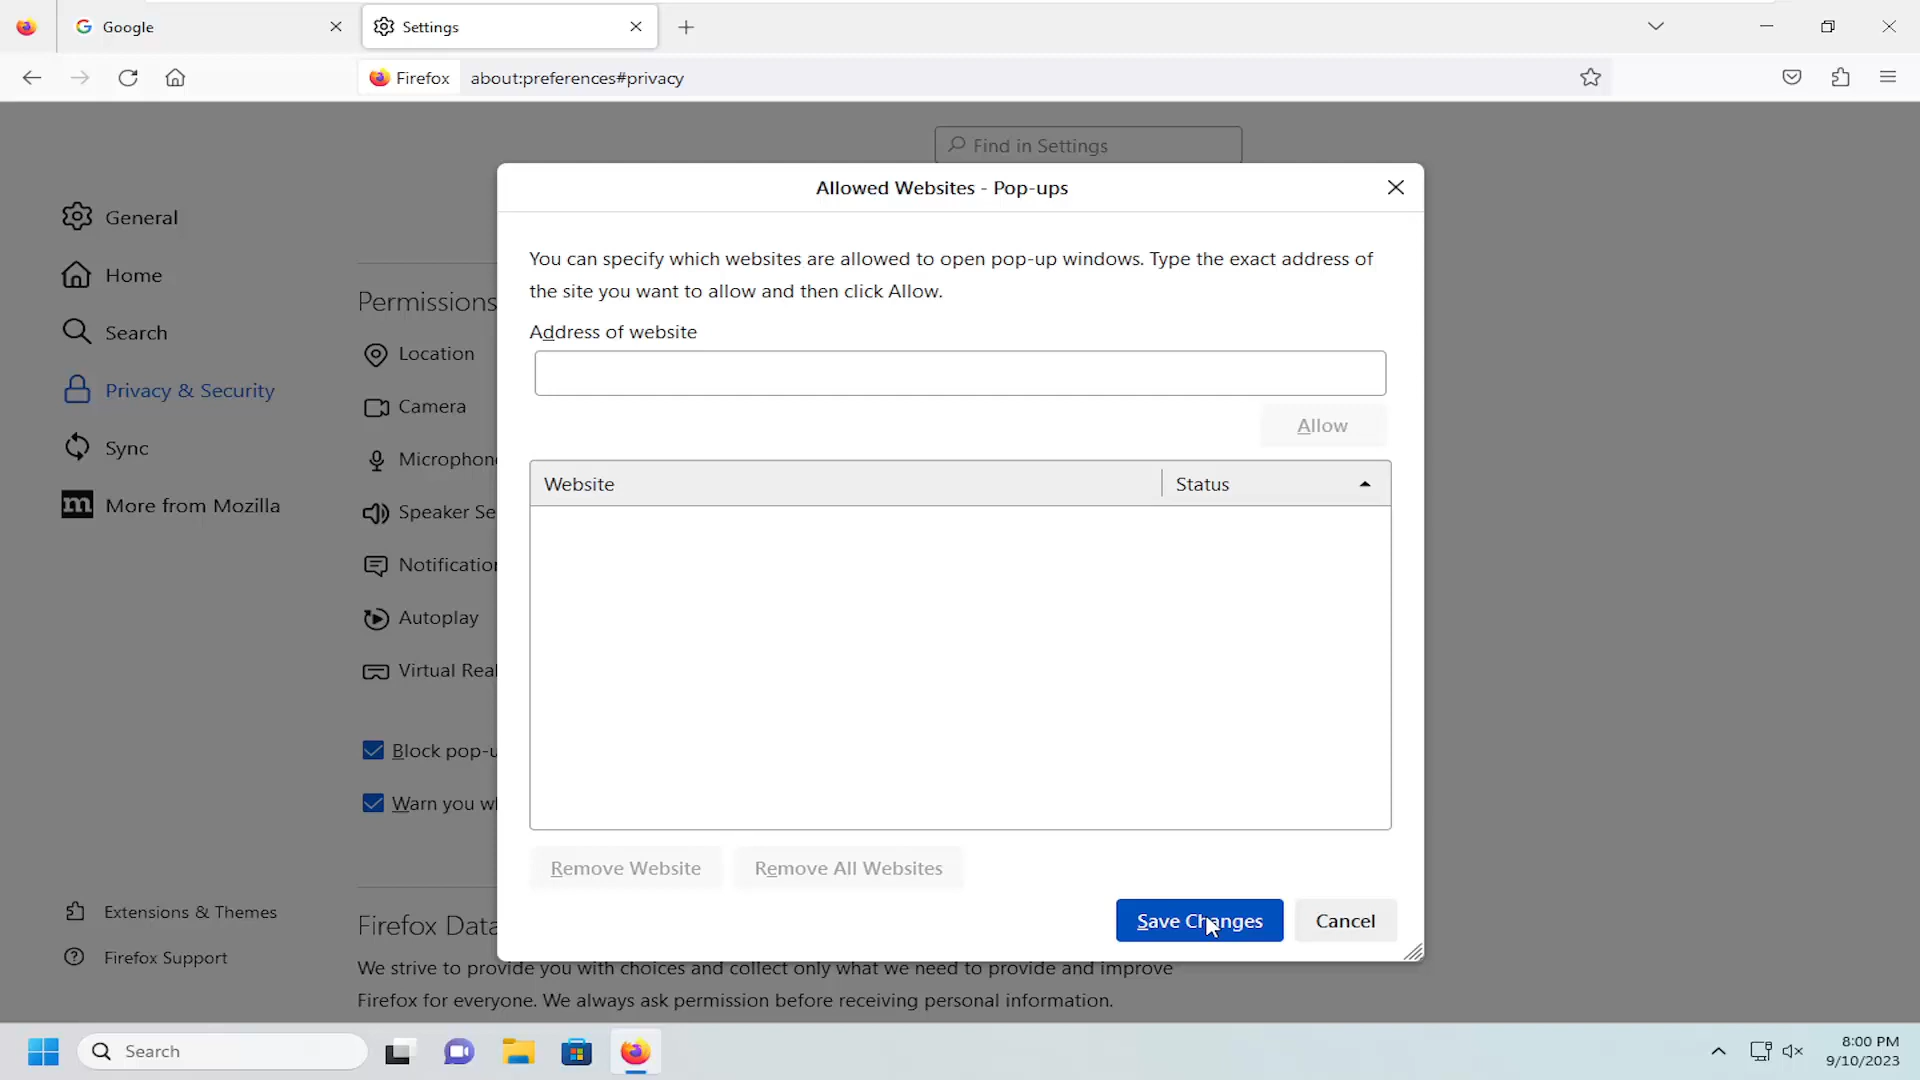 Google
Settings
Firefox
about:preferences#privacy
Find in Settings
General
Home
Search
Privacy & Security
Sync
More from Mozilla
Extensions & Themes
Firefox Support
Permissions
Location
Camera
Microphon
Speaker Se
Notification
Autoplay
Virtual Real
Block pop-u
Warn you wh
Firefox Data
We strive to provide you with choices and collect only what we need to provide and improve
Firefox for everyone. We always ask permission before receiving personal information.
Allowed Websites - Pop-ups
You can specify which websites are allowed to open pop-up windows. Type the exact address of
the site you want to allow and then click Allow.
Address of website
Allow
Website Status
Remove Website Remove All Websites
Save Changes Cancel
m
Search
8:00 PM
9/10/2023